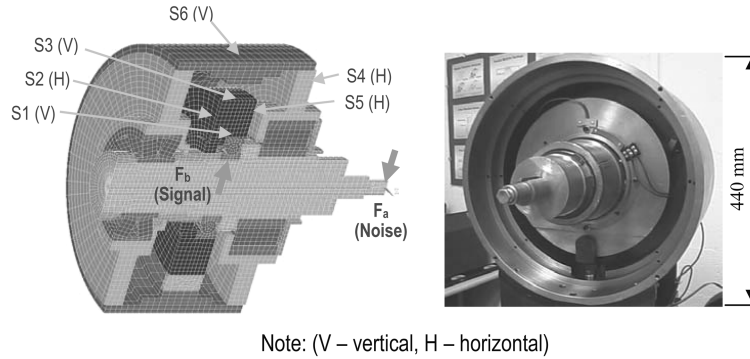 S6 (V)
S3 (V)
S2 (H)
S1 (V)
S4 (H)
S5 (H)
Fb
(Signal)
Fa
(Noise)
440 mm
Note: (V – vertical, H – horizontal)